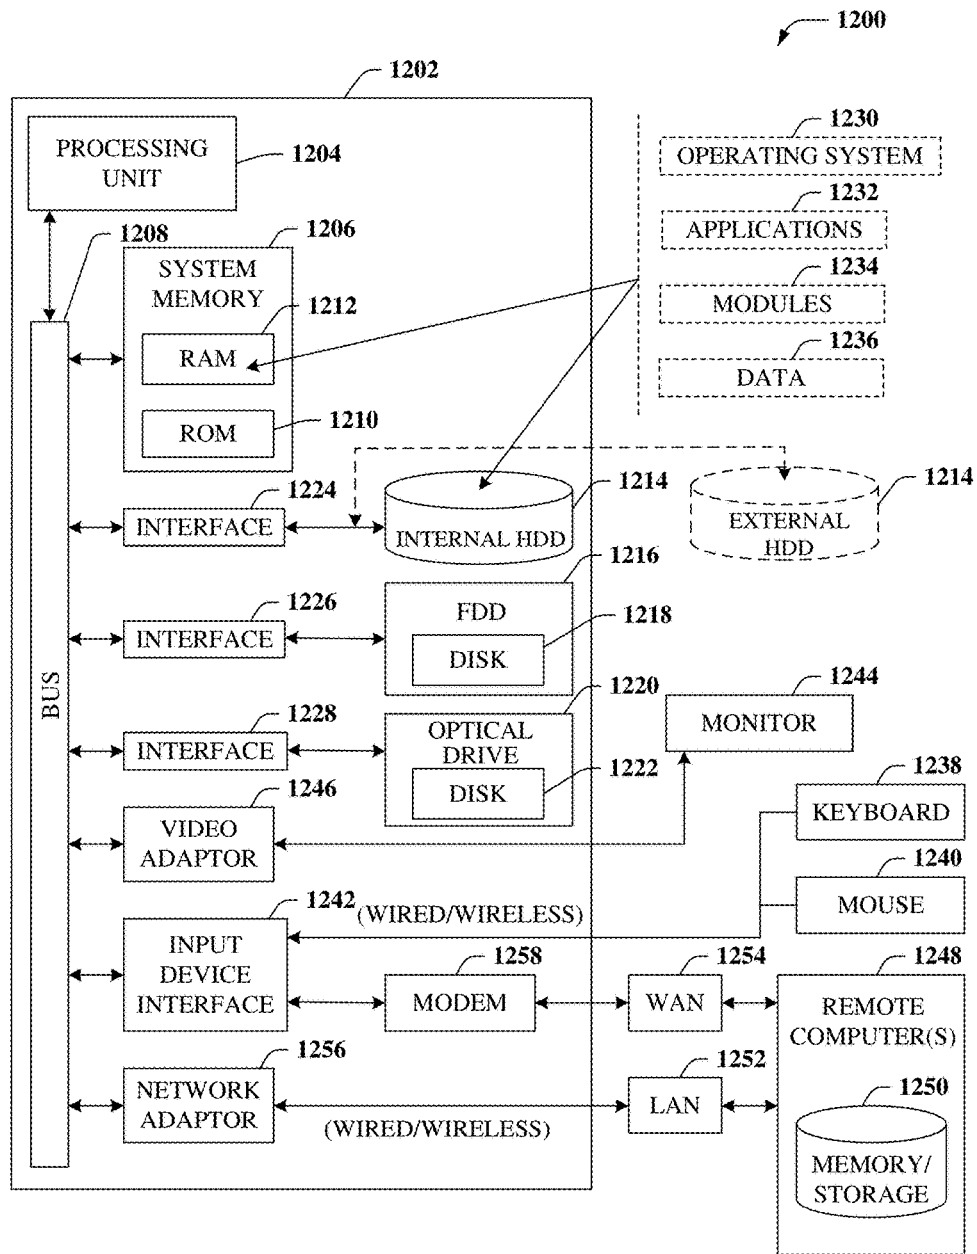 1200
1202
PROCESSING
UNIT
1204
1230
OPERATING SYSTEM
1232
APPLICATIONS
1234
MODULES
1236
DATA
1208
1206
SYSTEM
MEMORY
1212
RAM
ROM
1210
1224
INTERFACE
INTERNAL HDD
1214
EXTERNAL
HDD
1214
1226
INTERFACE
1216
FDD
1218
DISK
BUS
1228
INTERFACE
1220
OPTICAL
DRIVE
1222
DISK
1244
MONITOR
1246
VIDEO
ADAPTOR
1238
KEYBOARD
1240
MOUSE
1242
(WIRED/WIRELESS)
INPUT
DEVICE
INTERFACE
1258
MODEM
1254
WAN
1248
REMOTE
COMPUTER(S)
1256
NETWORK
ADAPTOR
(WIRED/WIRELESS)
1252
LAN
1250
MEMORY/
STORAGE